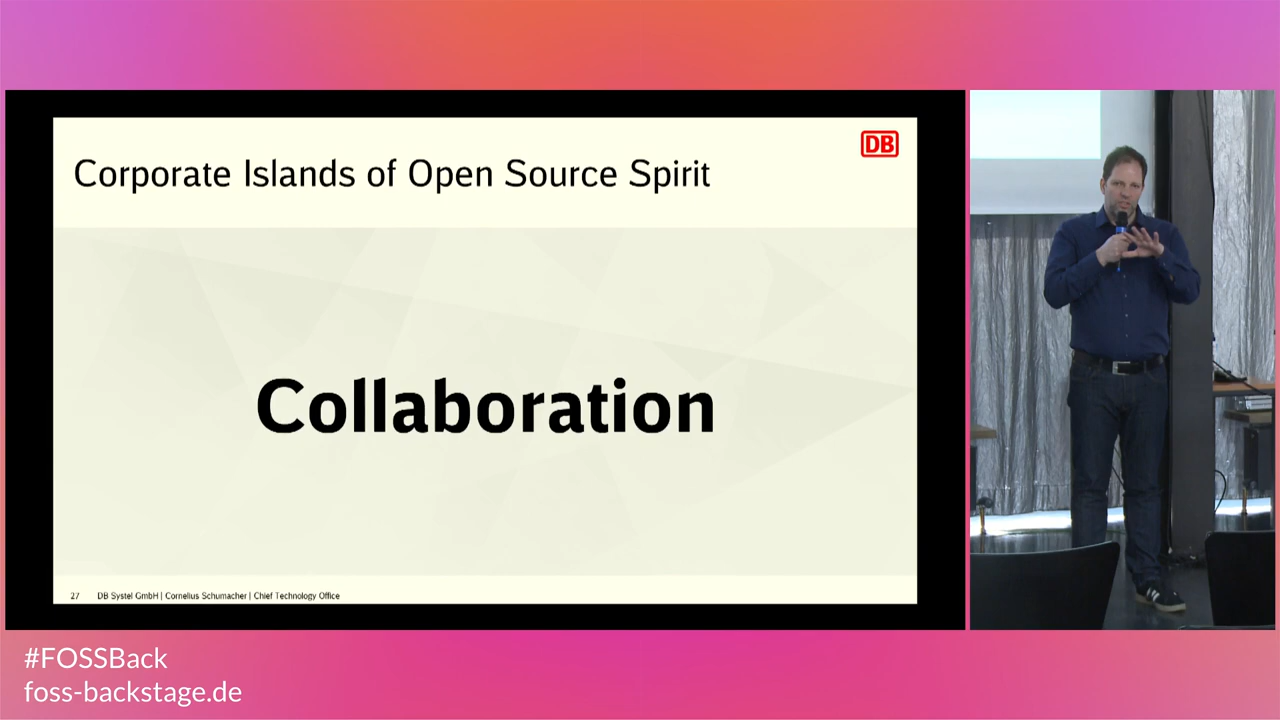 DB
Corporate Islands of Open Source Spirit
Collaboration
27 DB Systel GmbH | Cornelius Schumacher | Chief Technology Office
#FOSSBack
foss-backstage.de